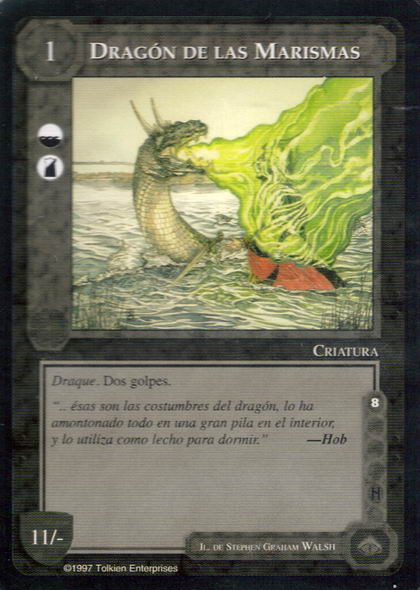 1
DRAGÓN DE LAS MARISMAS
CRIATURA
Draque. Dos golpes.
8
“.. ésas son las costumbres del dragón, lo ha
amontonado todo en una gran pila en el interior,
y lo utiliza como lecho para dormir.” —Hob
11/-
IL. DE STEPHEN GRAHAM WALSH
©1997 Tolkien Enterprises